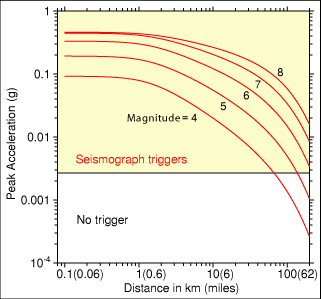 1
0.1
0.01
0.001
10⁻⁴
Peak Acceleration (g)
8
7
6
5
Magnitude = 4
Seismograph triggers
No trigger
0.1(0.06) 1(0.6) 10(6) 100(62)
Distance in km (miles)